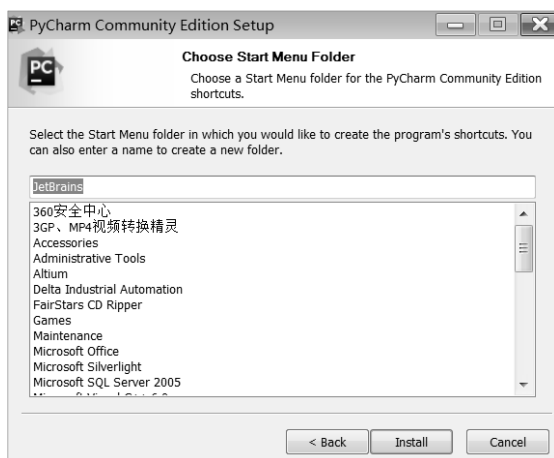 PyCharm Community Edition Setup
PC
Choose Start Menu Folder
Choose a Start Menu folder for the PyCharm Community Edition
shortcuts.
Select the Start Menu folder in which you would like to create the program's shortcuts. You
can also enter a name to create a new folder.
JetBrains
360安全中心
3GP、MP4视频转换精灵
Accessories
Administrative Tools
Altium
Delta Industrial Automation
FairStars CD Ripper
Games
Maintenance
Microsoft Office
Microsoft Silverlight
Microsoft SQL Server 2005
< Back Install Cancel